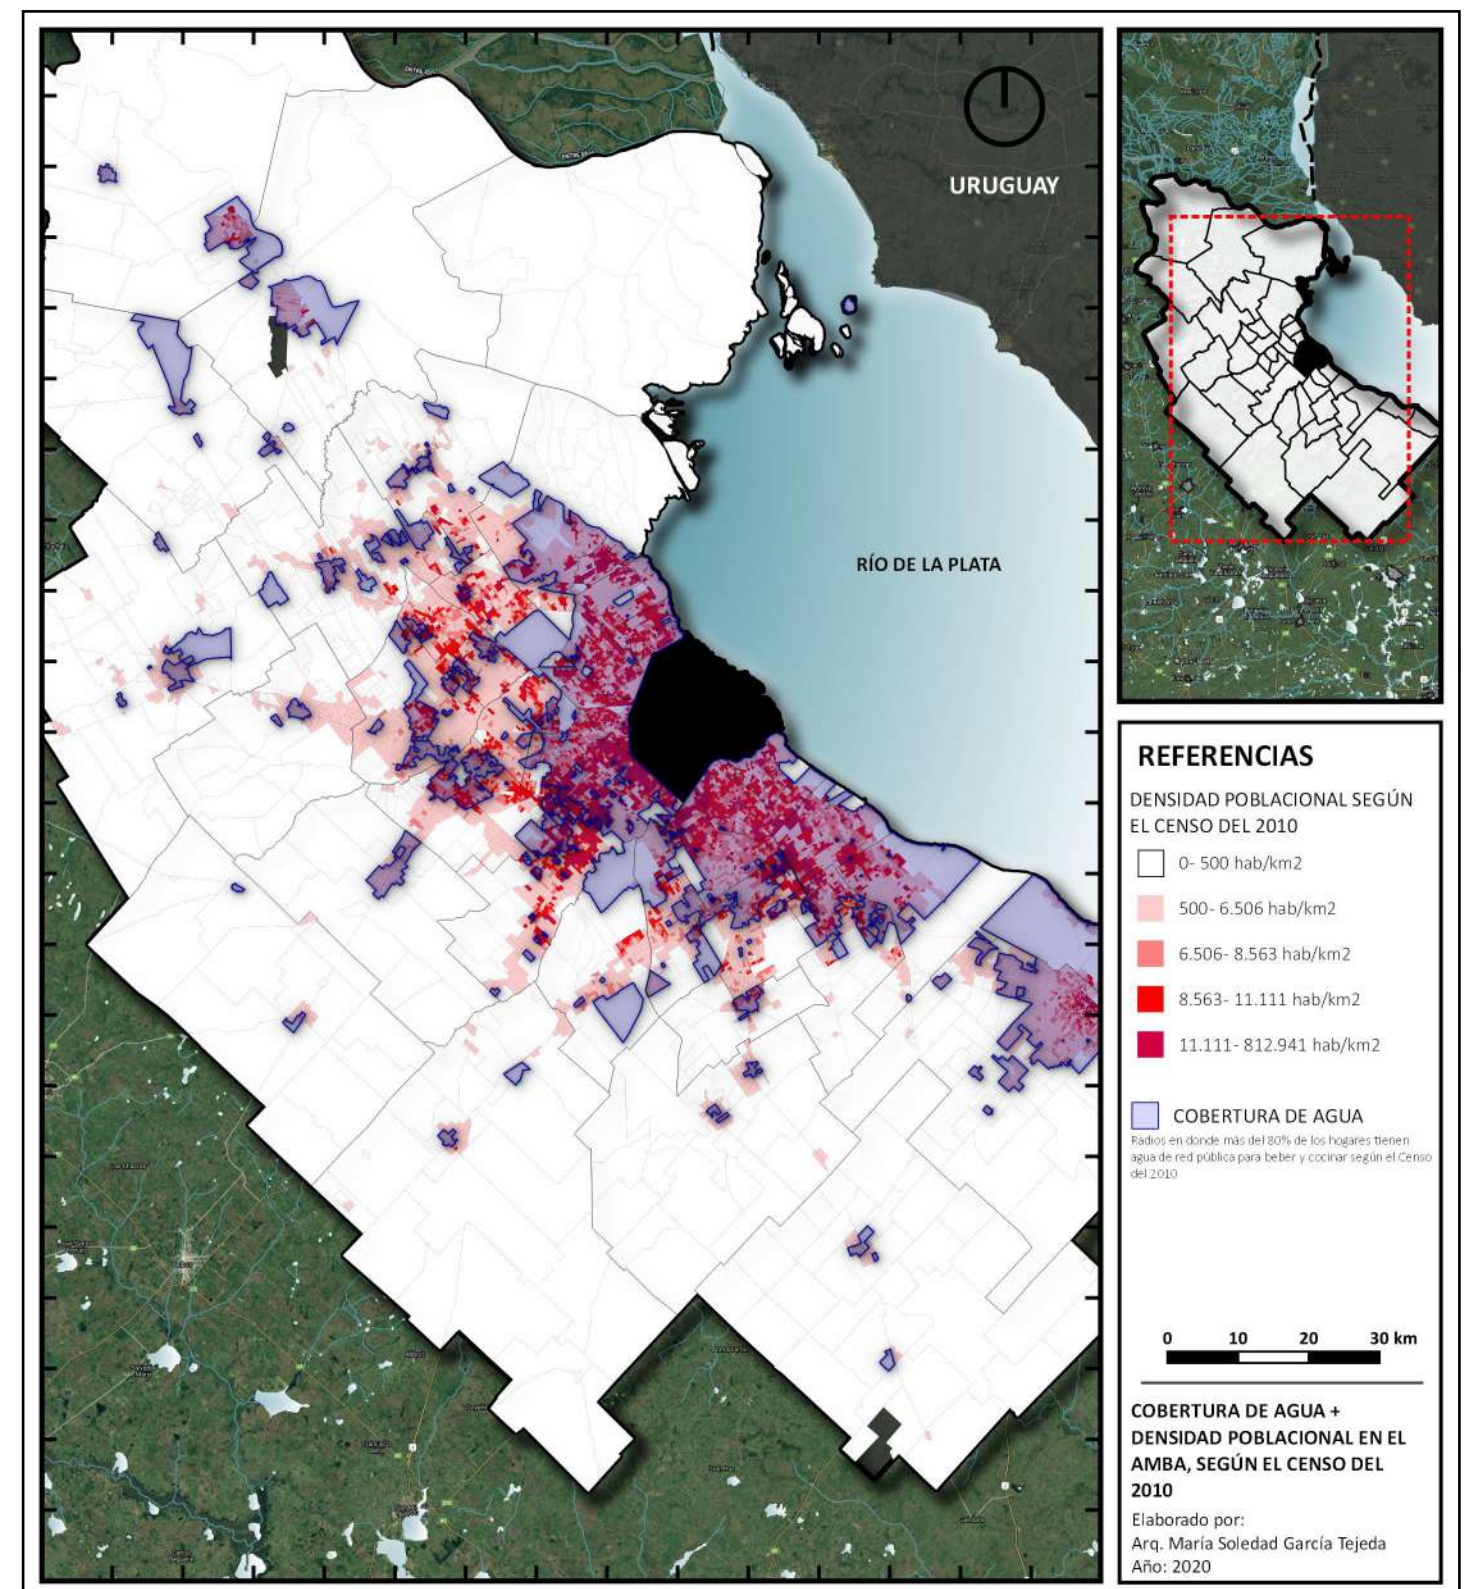 ENTRE RÍOS
URUGUAY
RÍO DE LA PLATA
REFERENCIAS
DENSIDAD POBLACIONAL SEGÚN
EL CENSO DEL 2010
0- 500 hab/km2
500- 6.506 hab/km2
6.506- 8.563 hab/km2
8.563- 11.111 hab/km2
11.111- 812.941 hab/km2
COBERTURA DE AGUA
Radios en donde más del 80% de los hogares tienen
agua de red pública para beber y cocinar según el Censo
del 2010
0 10 20 30 km
COBERTURA DE AGUA +
DENSIDAD POBLACIONAL EN EL
AMBA, SEGÚN EL CENSO DEL
2010
Elaborado por:
Arq. María Soledad García Tejeda
Año: 2020